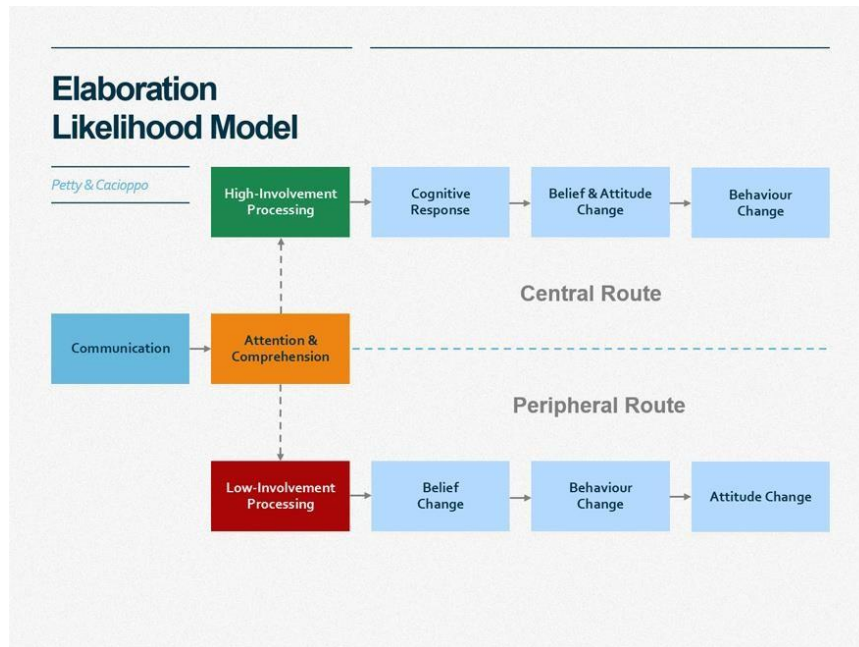 Elaboration
Likelihood Model
Petty & Cacioppo
High-Involvement
Processing
Cognitive
Response
Belief & Attitude
Change
Behaviour
Change
Central Route
Communication
Attention &
Comprehension
Peripheral Route
Low-Involvement
Processing
Belief
Change
Behaviour
Change
Attitude Change